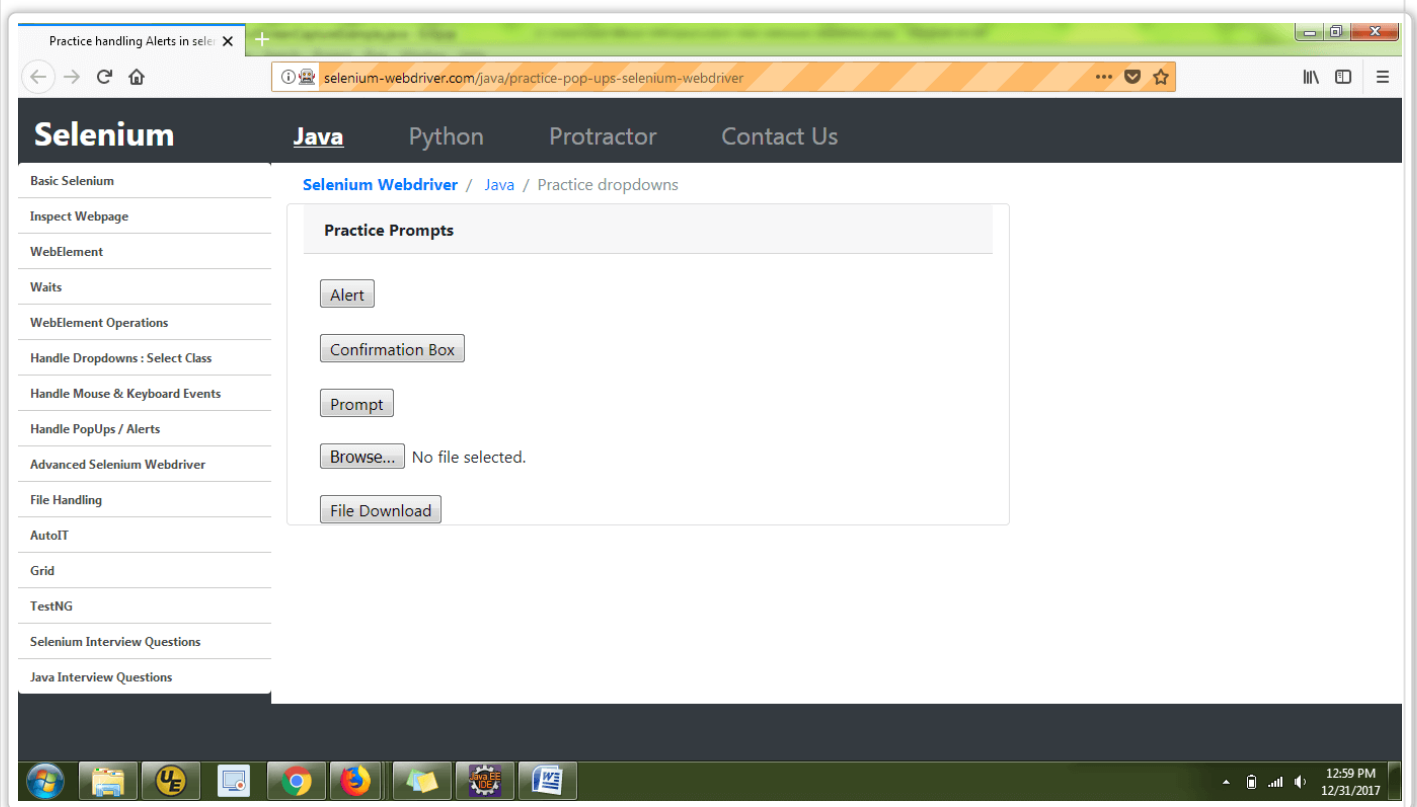 Practice handling Alerts in sele
selenium-webdriver.com/java/practice-pop-ups-selenium-webdriver
Selenium
Java Python Protractor Contact Us
Basic Selenium
Inspect Webpage
WebElement
Waits
WebElement Operations
Handle Dropdowns : Select Class
Handle Mouse & Keyboard Events
Handle PopUps / Alerts
Advanced Selenium Webdriver
File Handling
AutoIT
Grid
TestNG
Selenium Interview Questions
Java Interview Questions
Selenium Webdriver / Java / Practice dropdowns
Practice Prompts
Alert
Confirmation Box
Prompt
Browse... No file selected.
File Download
UE
Java EE
IDE
W
12:59 PM
12/31/2017